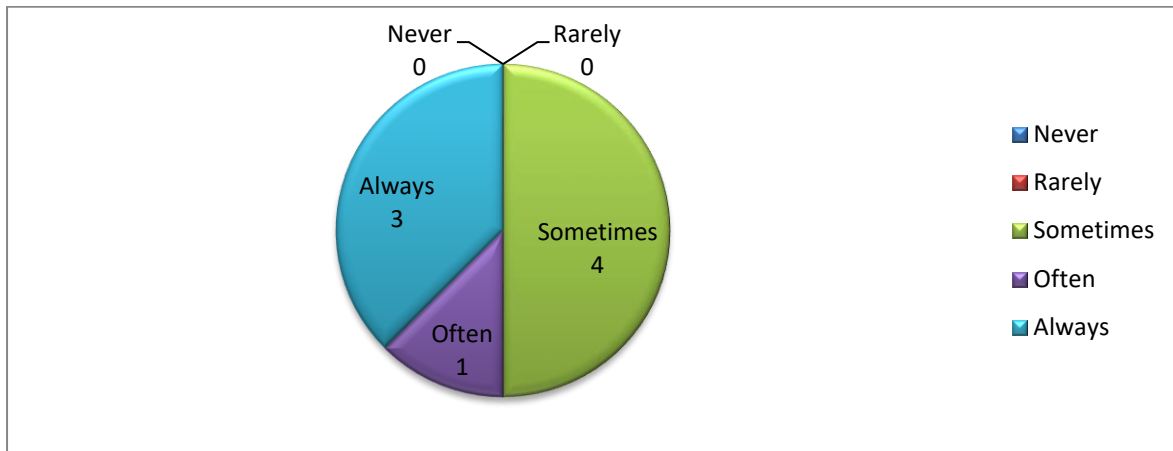 Never
0
Rarely
0
Always
3
Sometimes
4
Often
1
Never
Rarely
Sometimes
Often
Always